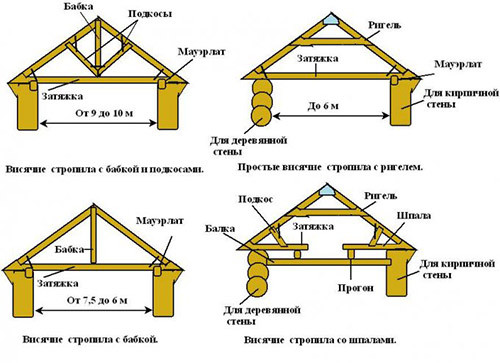 Бабка
Подкосы
Мауэрлат
Затяжка
От 9 до 10 м
Висячие стропила с бабкой и подкосами.
Ригель
Затяжка
Мауэрлат
До 6 м
Для кирпичной
стены
Для деревянной
стены
Простые висячие стропила с ригелем.
Мауэрлат
Бабка
Затяжка
От 7,5 до 6 м
Висячие стропила с бабкой.
Подкос
Ригель
Затяжка
Шпала
Балка
Для кирпичной
стены
Прогон
Для деревянной
стены
Висячие стропила со шпалами.